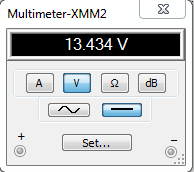 Multimeter-XMM2
13.434 V
A V Ω dB
+ Set... −